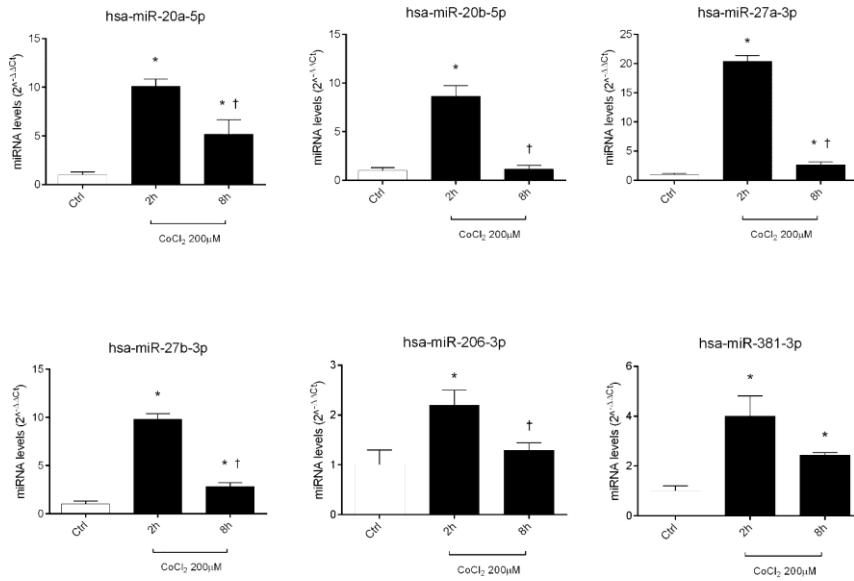 hsa-miR-20a-5p
miRNA levels (2^-ΔΔCt)
15
10
5
0
Ctrl
2h
8h
*
* †
CoCl₂ 200µM
hsa-miR-20b-5p
miRNA levels (2^-ΔΔCt)
15
10
5
0
Ctrl
2h
8h
*
†
CoCl₂ 200µM
hsa-miR-27a-3p
miRNA levels (2^-ΔΔCt)
25
20
15
10
5
0
Ctrl
2h
8h
*
* †
CoCl₂ 200µM
hsa-miR-27b-3p
miRNA levels (2^-ΔΔCt)
15
10
5
0
Ctrl
2h
8h
*
* †
CoCl₂ 200µM
hsa-miR-206-3p
miRNA levels (2^-ΔΔCt)
3
2
1
0
Ctrl
2h
8h
*
†
CoCl₂ 200µM
hsa-miR-381-3p
miRNA levels (2^-ΔΔCt)
6
4
2
0
Ctrl
2h
8h
*
*
CoCl₂ 200µM